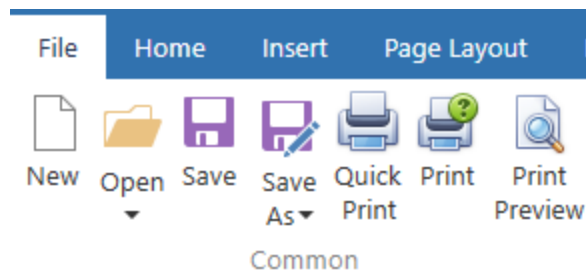 File Home Insert Page Layout
New Open Save Save As Quick Print Print Print Preview
Common